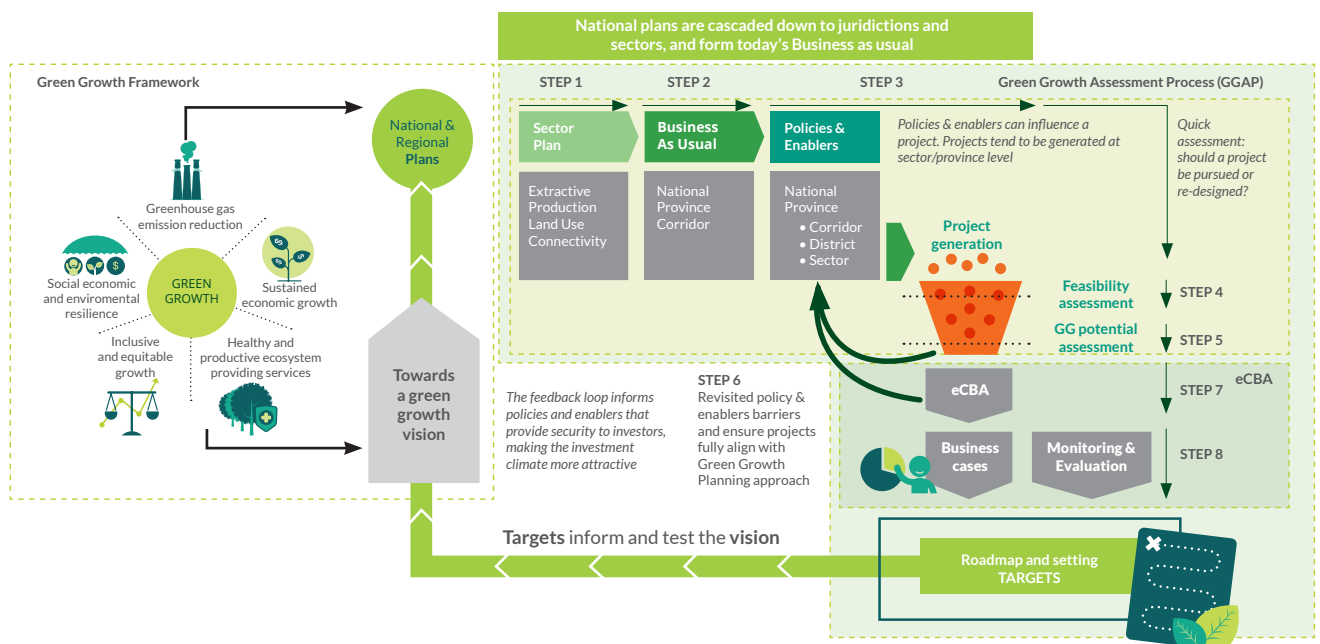 National plans are cascaded down to juridictions and
sectors, and form today's Business as usual
Green Growth Framework
National &
Regional
Plans
Greenhouse gas
emission reduction
GREEN
GROWTH
Social economic
and enviromental
resilience
Sustained
economic growth
Inclusive
and equitable
growth
Healthy and
productive ecosystem
providing services
Towards
a green
growth
vision
STEP 1
STEP 2
STEP 3
Green Growth Assessment Process (GGAP)
Sector
Plan
Business
As Usual
Policies &
Enablers
Policies & enablers can influence a
project. Projects tend to be generated at
sector/province level
Quick
assessment:
should a project
be pursued or
re-designed?
Extractive
Production
Land Use
Connectivity
National
Province
Corridor
National
Province
• Corridor
• District
• Sector
Project
generation
Feasibility
assessment
STEP 4
GG potential
assessment
STEP 5
The feedback loop informs
policies and enablers that
provide security to investors,
making the investment
climate more attractive
STEP 6
Revisited policy &
enablers barriers
and ensure projects
fully align with
Green Growth
Planning approach
eCBA
eCBA
STEP 7
Business
cases
Monitoring &
Evaluation
STEP 8
Targets inform and test the vision
Roadmap and setting
TARGETS
$
$
$
$